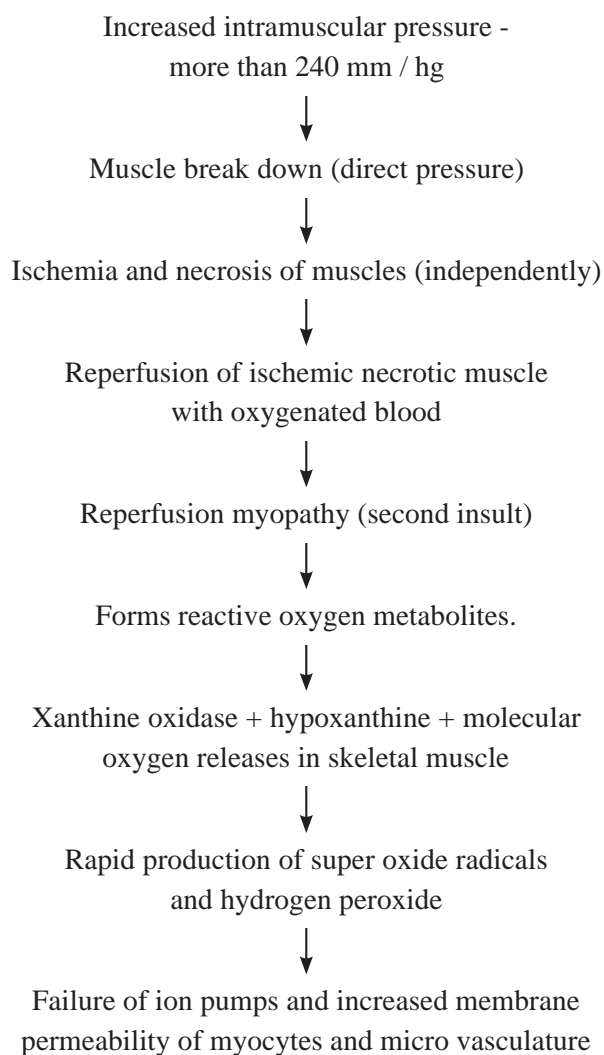 Increased intramuscular pressure -
more than 240 mm / hg
Muscle break down (direct pressure)
Ischemia and necrosis of muscles (independently)
Reperfusion of ischemic necrotic muscle
with oxygenated blood
Reperfusion myopathy (second insult)
Forms reactive oxygen metabolites.
Xanthine oxidase + hypoxanthine + molecular
oxygen releases in skeletal muscle
Rapid production of super oxide radicals
and hydrogen peroxide
Failure of ion pumps and increased membrane
permeability of myocytes and micro vasculature